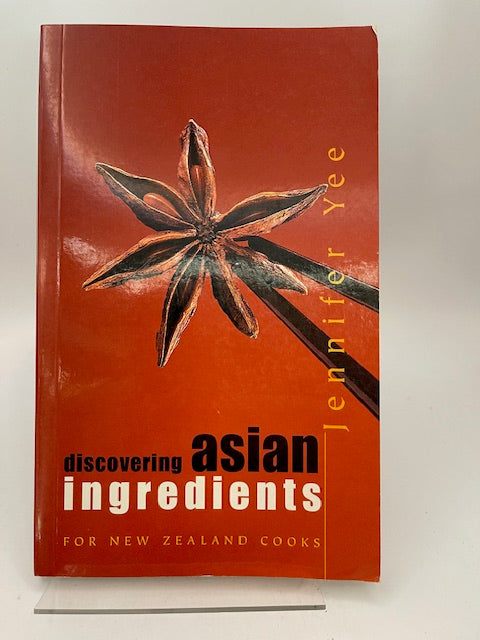 Jennifer Yee
discovering asian
ingredients
FOR NEW ZEALAND COOKS